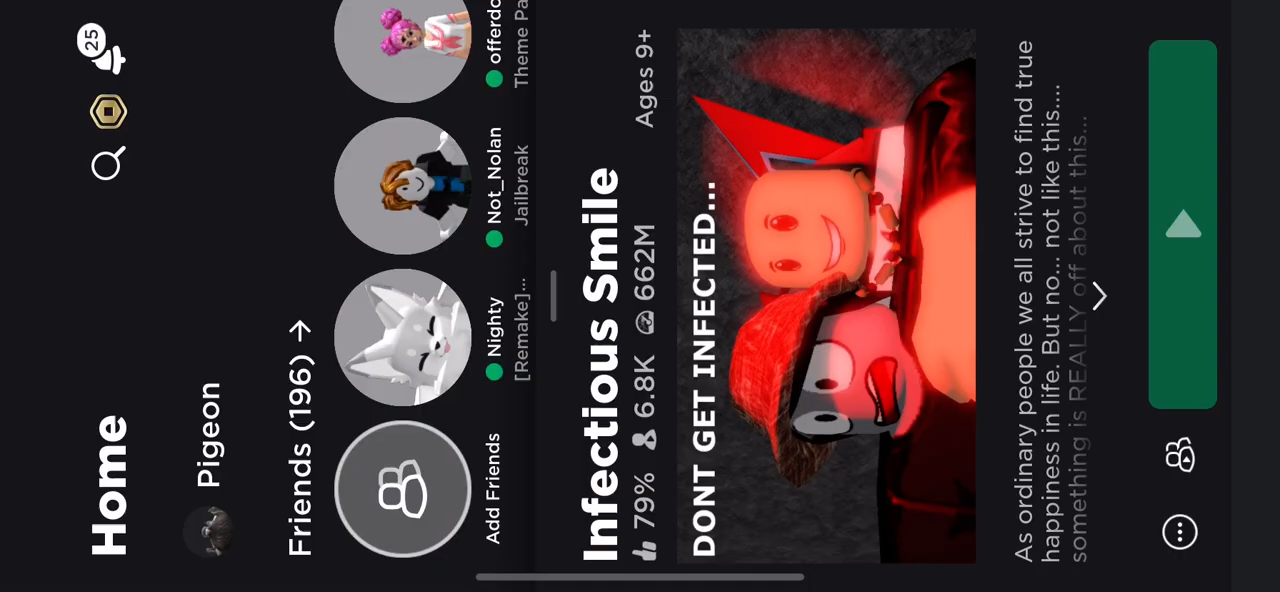 Home
25
Pigeon
Friends (196) →
Add Friends
Nighty
[Remake]...
Not_Nolan
Jailbreak
offerdo
Theme Pa
Infectious Smile
79% 6.8K 662M Ages 9+
DONT GET INFECTED...
As ordinary people we all strive to find true
happiness in life. But no... not like this....
something is REALLY off about this...